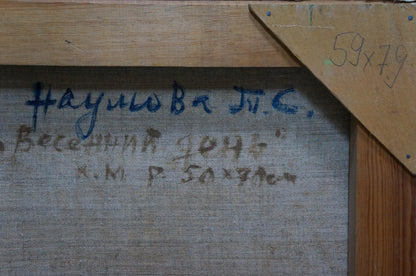 59х79
Наумова Т.С.
"Весенний день"
х.м. р. 50х70см